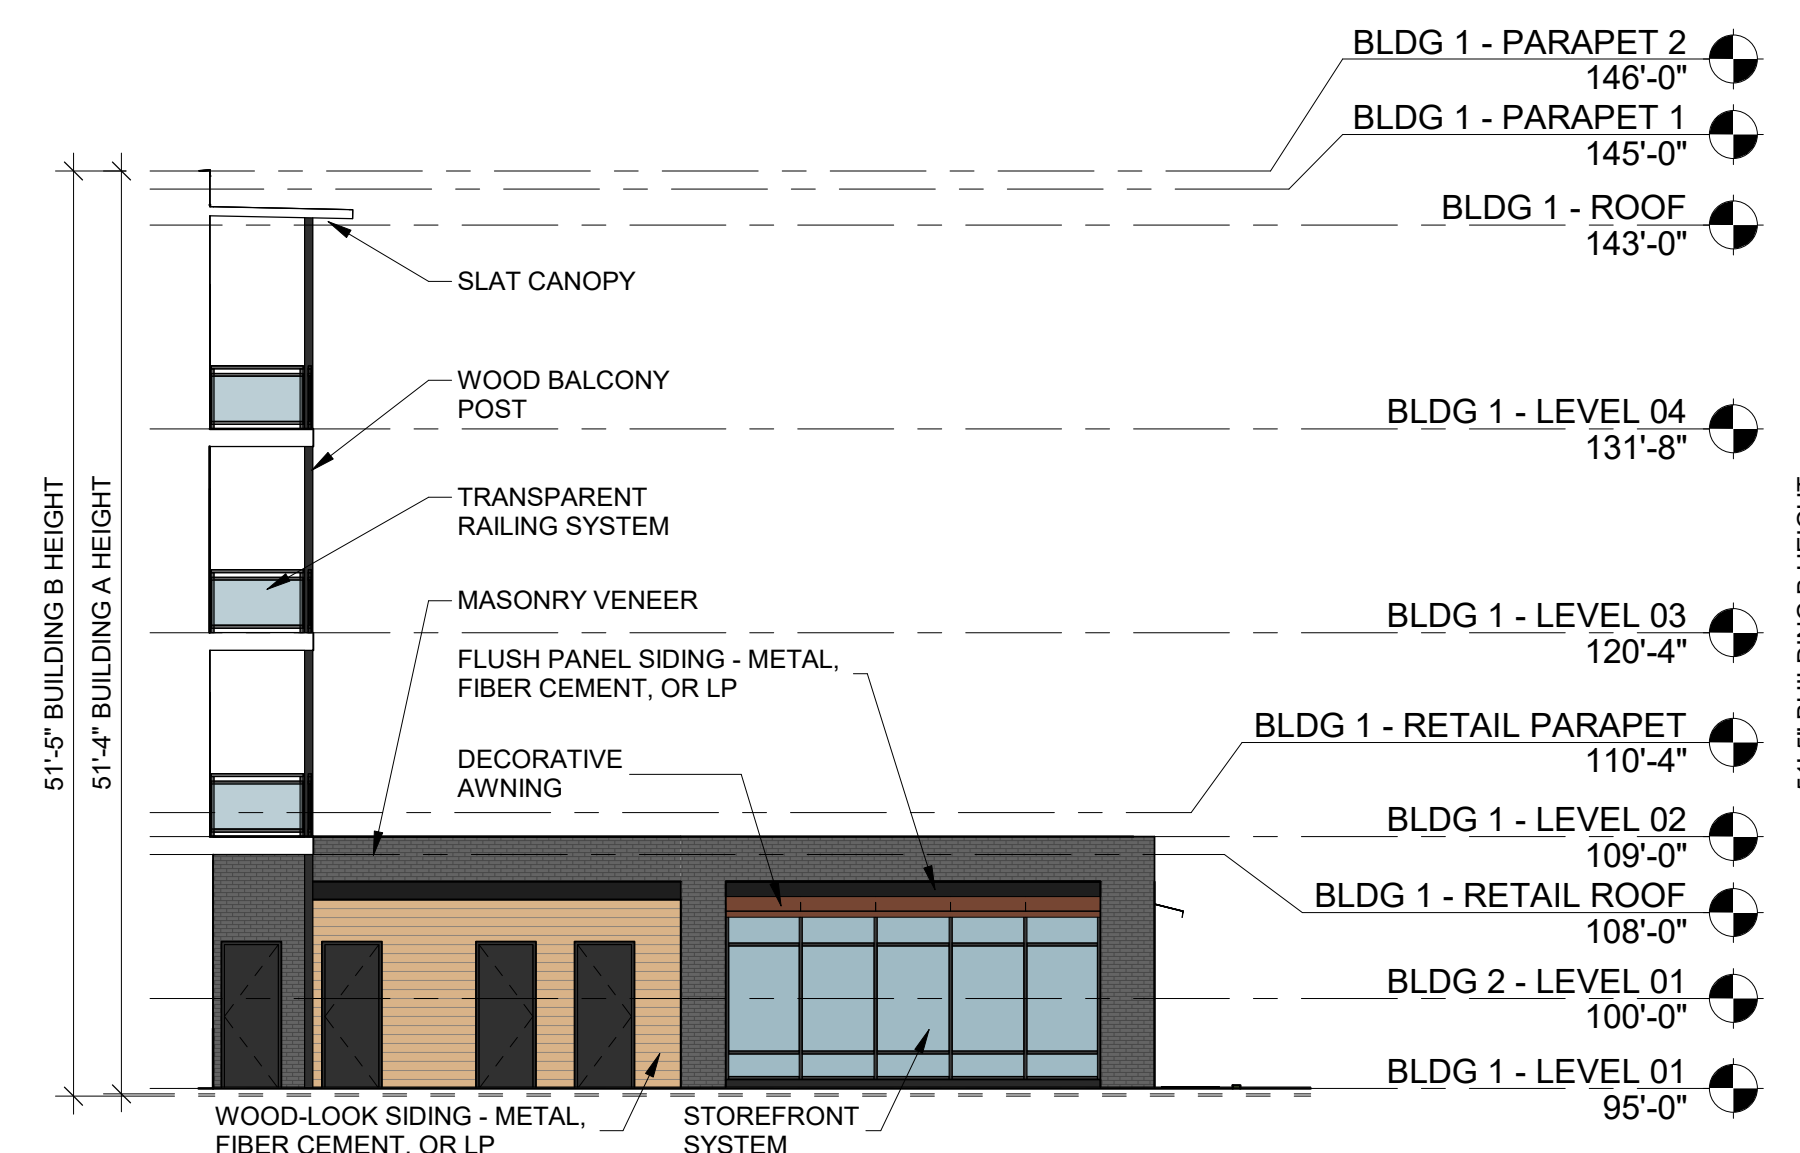 BLDG 1 - PARAPET 2
146'-0"
BLDG 1 - PARAPET 1
145'-0"
BLDG 1 - ROOF
143'-0"
SLAT CANOPY
WOOD BALCONY
POST
BLDG 1 - LEVEL 04
131'-8"
TRANSPARENT
RAILING SYSTEM
51'-5" BUILDING B HEIGHT
51'-4" BUILDING A HEIGHT
MASONRY VENEER
BLDG 1 - LEVEL 03
120'-4"
FLUSH PANEL SIDING - METAL,
FIBER CEMENT, OR LP
BLDG 1 - RETAIL PARAPET
110'-4"
DECORATIVE
AWNING
BLDG 1 - LEVEL 02
109'-0"
BLDG 1 - RETAIL ROOF
108'-0"
BLDG 2 - LEVEL 01
100'-0"
BLDG 1 - LEVEL 01
95'-0"
WOOD-LOOK SIDING - METAL,
FIBER CEMENT, OR LP
STOREFRONT
SYSTEM